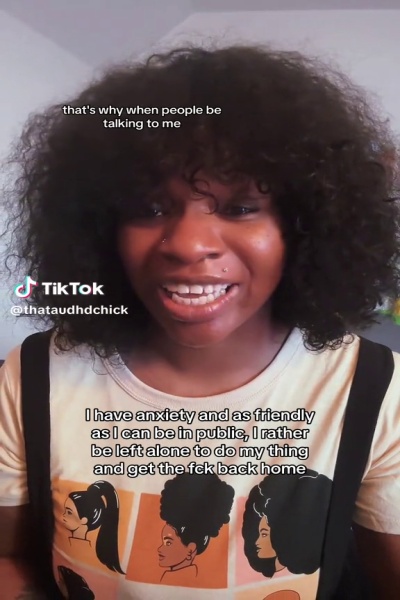 that's why when people be
talking to me
TikTok
@thataudhdchick
I have anxiety and as friendly
as I can be in public, I rather
be left alone to do my thing
and get the fck back home